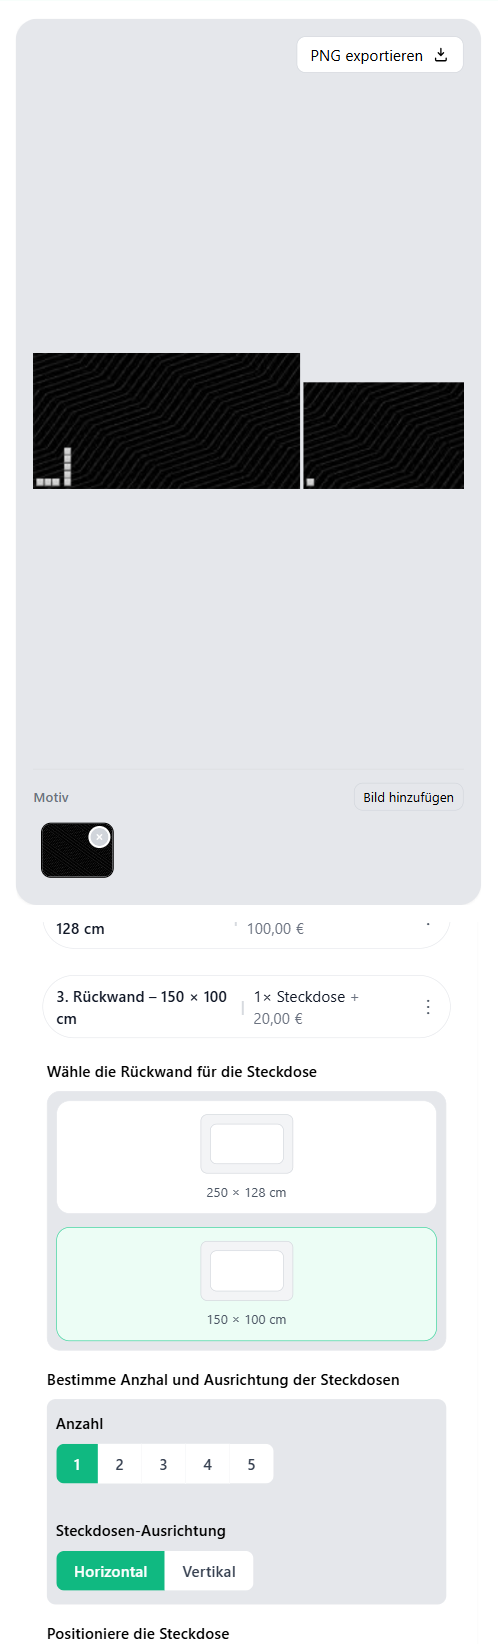 PNG exportieren
Motiv
Bild hinzufügen
128 cm
100,00 €
3. Rückwand – 150 × 100
cm
1× Steckdose +
20,00 €
Wähle die Rückwand für die Steckdose
250 × 128 cm
150 × 100 cm
Bestimme Anzhal und Ausrichtung der Steckdosen
Anzahl
1 2 3 4 5
Steckdosen-Ausrichtung
Horizontal Vertikal
Positioniere die Steckdose